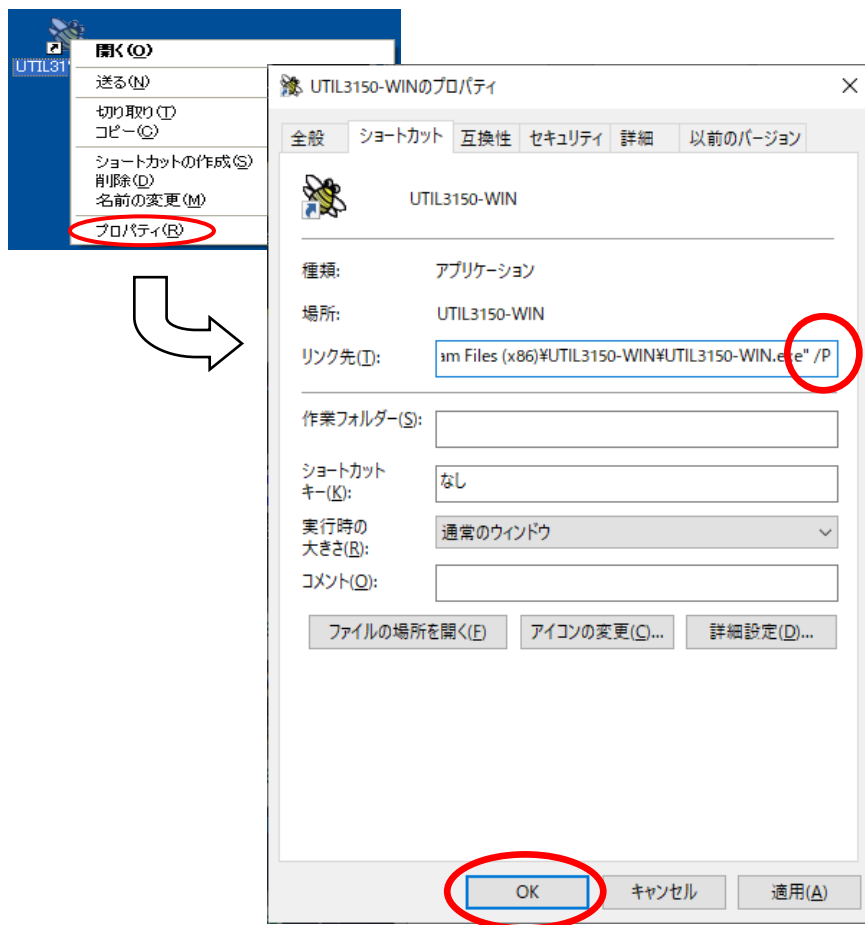 開く(O)
UTIL31
送る(N)
切り取り(T)
コピー(C)
ショートカットの作成(S)
削除(D)
名前の変更(M)
プロパティ(R)
UTIL3150-WINのプロパティ
全般 ショートカット 互換性 セキュリティ 詳細 以前のバージョン
UTIL3150-WIN
種類: アプリケーション
場所: UTIL3150-WIN
リンク先(T): am Files (x86)¥UTIL3150-WIN¥UTIL3150-WIN.exe" /P
作業フォルダー(S):
ショートカット
キー(K): なし
実行時の
大きさ(R): 通常のウィンドウ
コメント(O):
ファイルの場所を開く(F) アイコンの変更(C)... 詳細設定(D)...
OK キャンセル 適用(A)